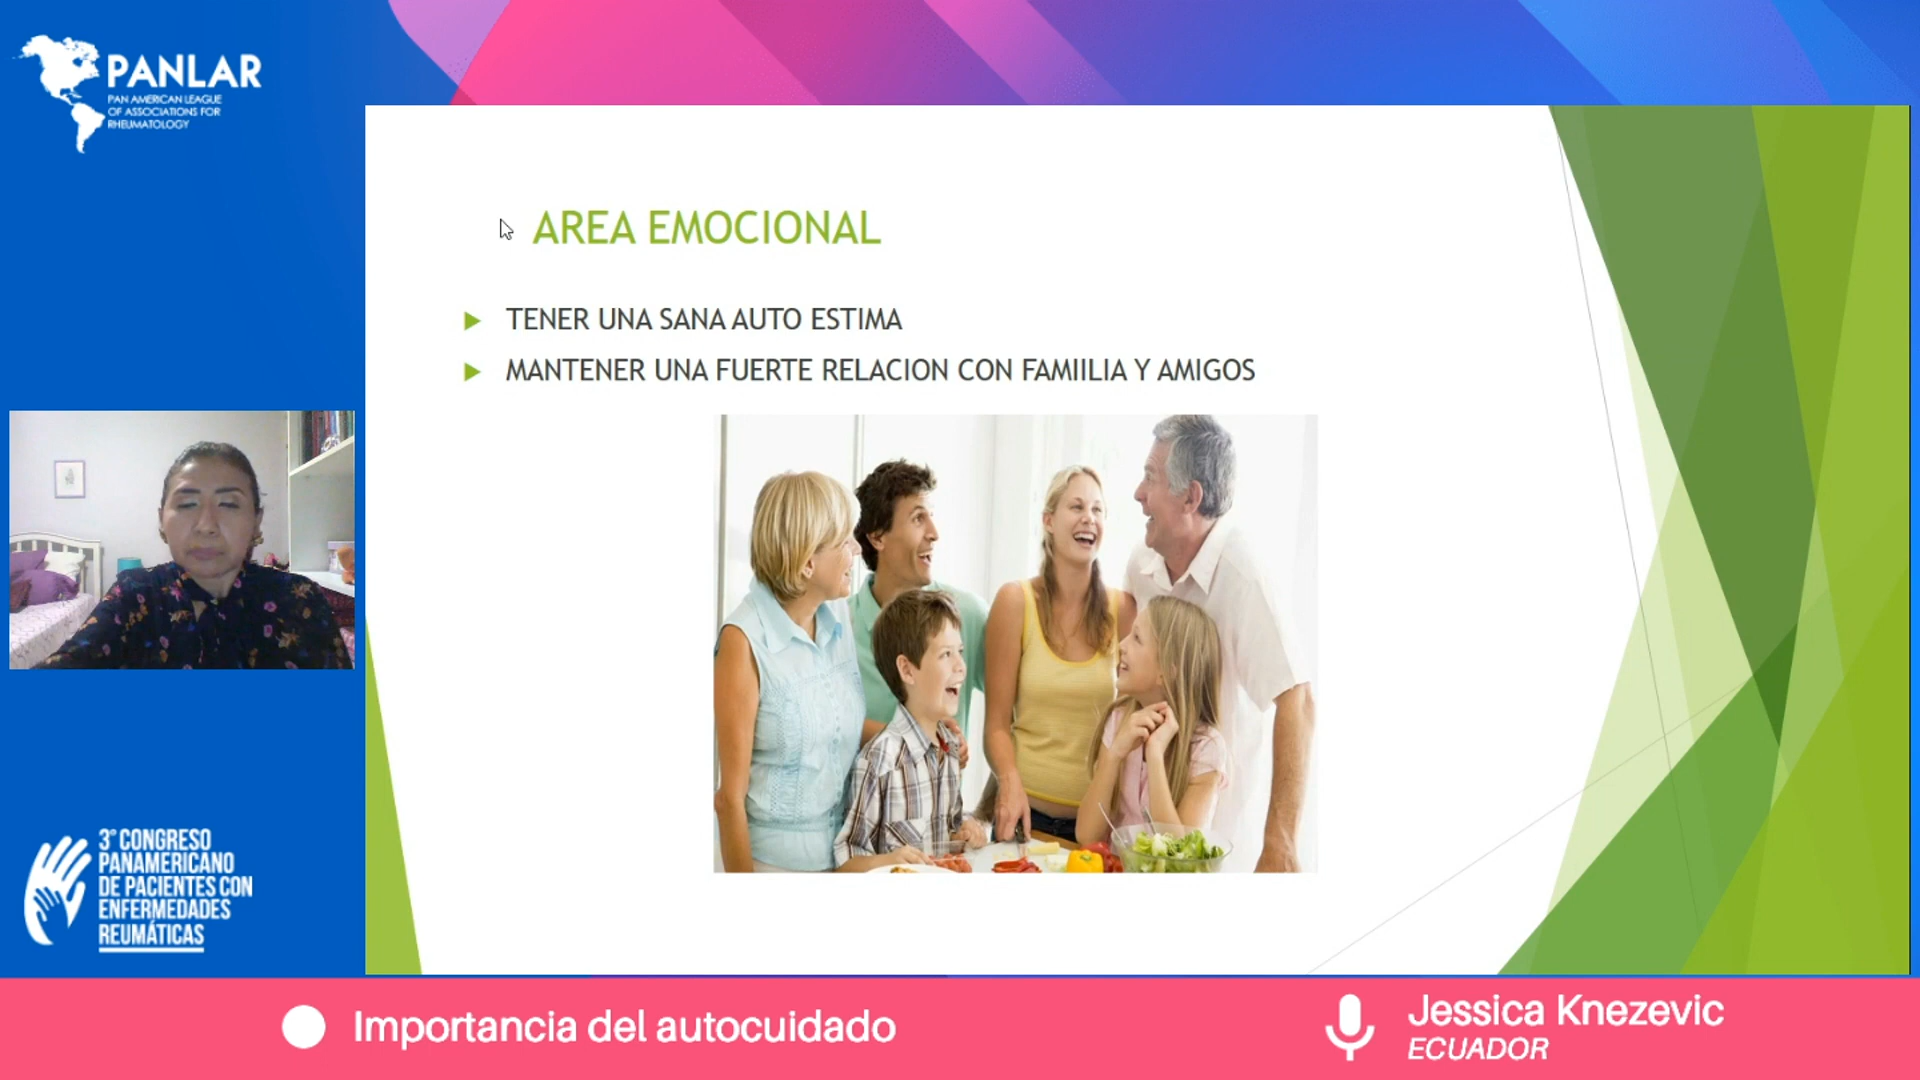 PANLAR
PAN AMERICAN LEAGUE
OF ASSOCIATIONS FOR
RHEUMATOLOGY
AREA EMOCIONAL
TENER UNA SANA AUTO ESTIMA
MANTENER UNA FUERTE RELACION CON FAMIILIA Y AMIGOS
3° CONGRESO
PANAMERICANO
DE PACIENTES CON
ENFERMEDADES
REUMÁTICAS
Importancia del autocuidado
Jessica Knezevic
ECUADOR